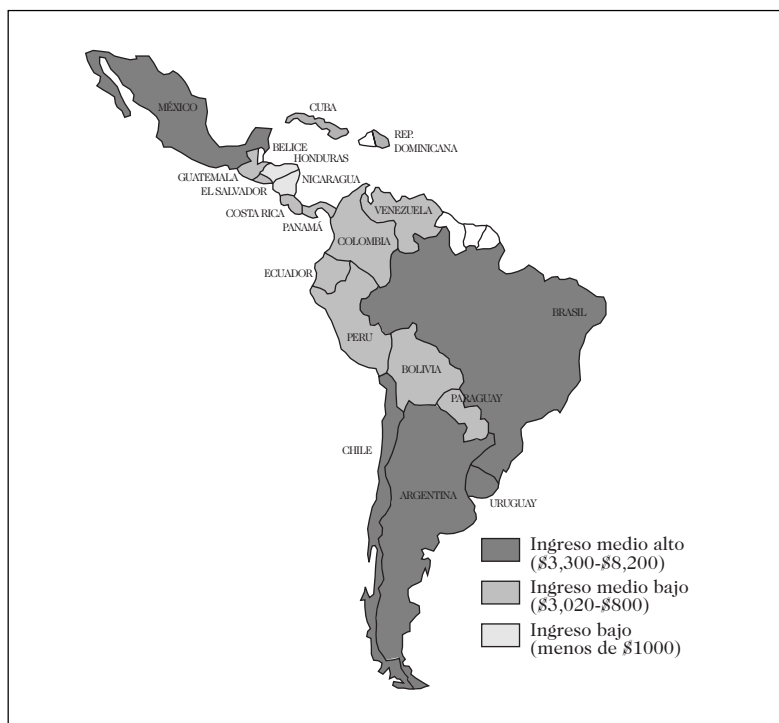 MÉXICO
CUBA
REP.
DOMINICANA
BELICE
HONDURAS
GUATEMALA
NICARAGUA
EL SALVADOR
COSTA RICA
PANAMÁ
VENEZUELA
COLOMBIA
ECUADOR
BRASIL
PERU
BOLIVIA
PARAGUAY
CHILE
ARGENTINA
URUGUAY
Ingreso medio alto
($3,300-$8,200)
Ingreso medio bajo
($3,020-$800)
Ingreso bajo
(menos de $1000)